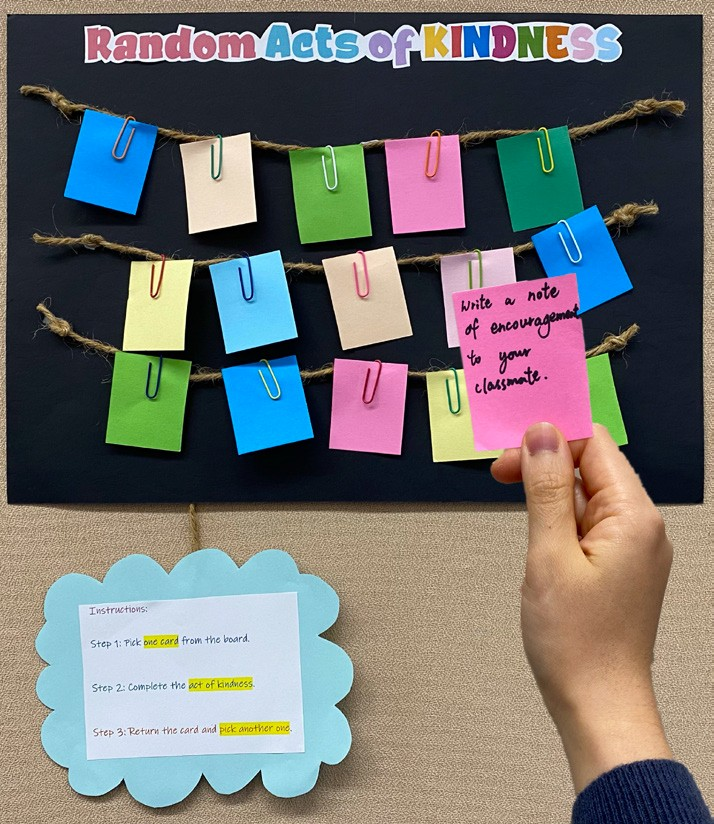 Random Acts of KINDNESS
Write a note
of encouragement
to your
classmate.
Instructions:
Step 1: Pick one card from the board.
Step 2: Complete the act of kindness.
Step 3: Return the card and pick another one.